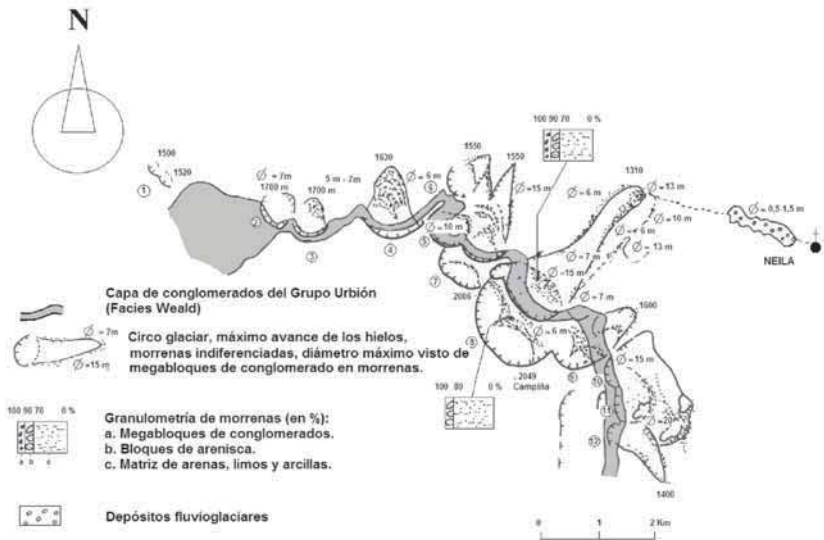 N
100 90 70 0 %
1500
1520
1
Ø = 7m
1700 m
5 m - 7m
1700 m
1630
Ø = 6 m
1550
1550
Ø = 15 m
Ø = 6 m
1310
Ø = 13 m
Ø = 10 m
Ø = 6 m
Ø = 13 m
Ø = 0,5-1,5 m
NEILA
2
3
4
5
6
Ø = 10 m
7
2006
Ø = 15 m
Ø = 7 m
Ø = 7 m
1600
8
Ø = 6 m
2049
Campiña
9
10
Ø = 15 m
11
Ø = 20
12
1400
100 80 0 %
Capa de conglomerados del Grupo Urbión
(Facies Weald)
Ø = 7m
Ø = 15 m
Circo glaciar, máximo avance de los hielos,
morrenas indiferenciadas, diámetro máximo visto de
megabloques de conglomerado en morrenas.
100 90 70 0 %
a b c
Granulometría de morrenas (en %):
a. Megabloques de conglomerados.
b. Bloques de arenisca.
c. Matriz de arenas, limos y arcillas.
Depósitos fluvioglaciares
0 1 2 Km